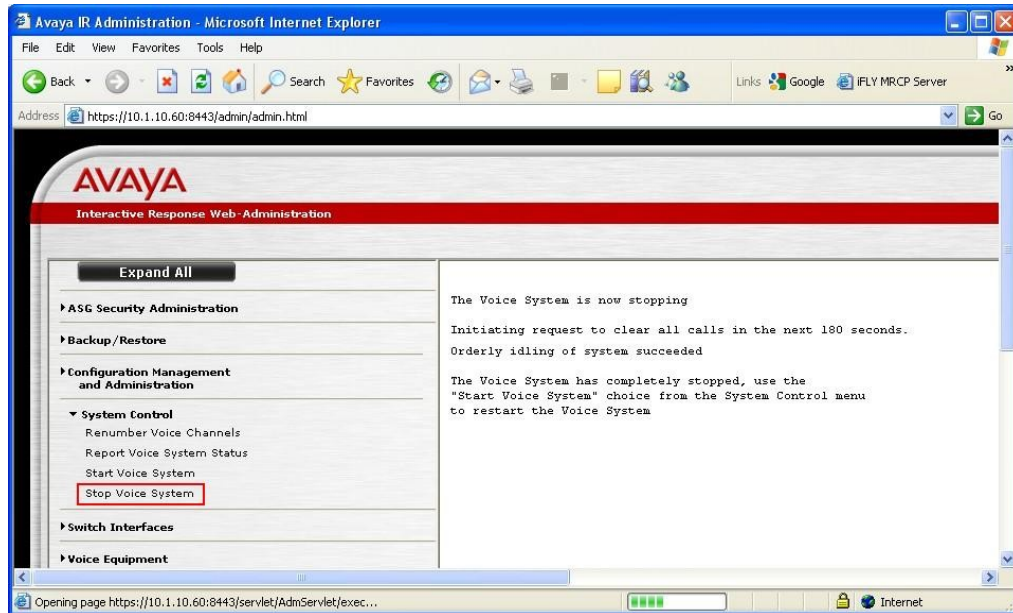 Avaya IR Administration - Microsoft Internet Explorer
File Edit View Favorites Tools Help
Back Search Favorites Links Google iFLY MRCP Server
Address https://10.1.10.60:8443/admin/admin.html Go
AVAYA
Interactive Response Web-Administration
Expand All
ASG Security Administration
Backup/Restore
Configuration Management
and Administration
System Control
Renumber Voice Channels
Report Voice System Status
Start Voice System
Stop Voice System
Switch Interfaces
Voice Equipment
The Voice System is now stopping
Initiating request to clear all calls in the next 180 seconds.
Orderly idling of system succeeded
The Voice System has completely stopped, use the
"Start Voice System" choice from the System Control menu
to restart the Voice System
Opening page https://10.1.10.60:8443/servlet/AdmServlet/exec... Internet